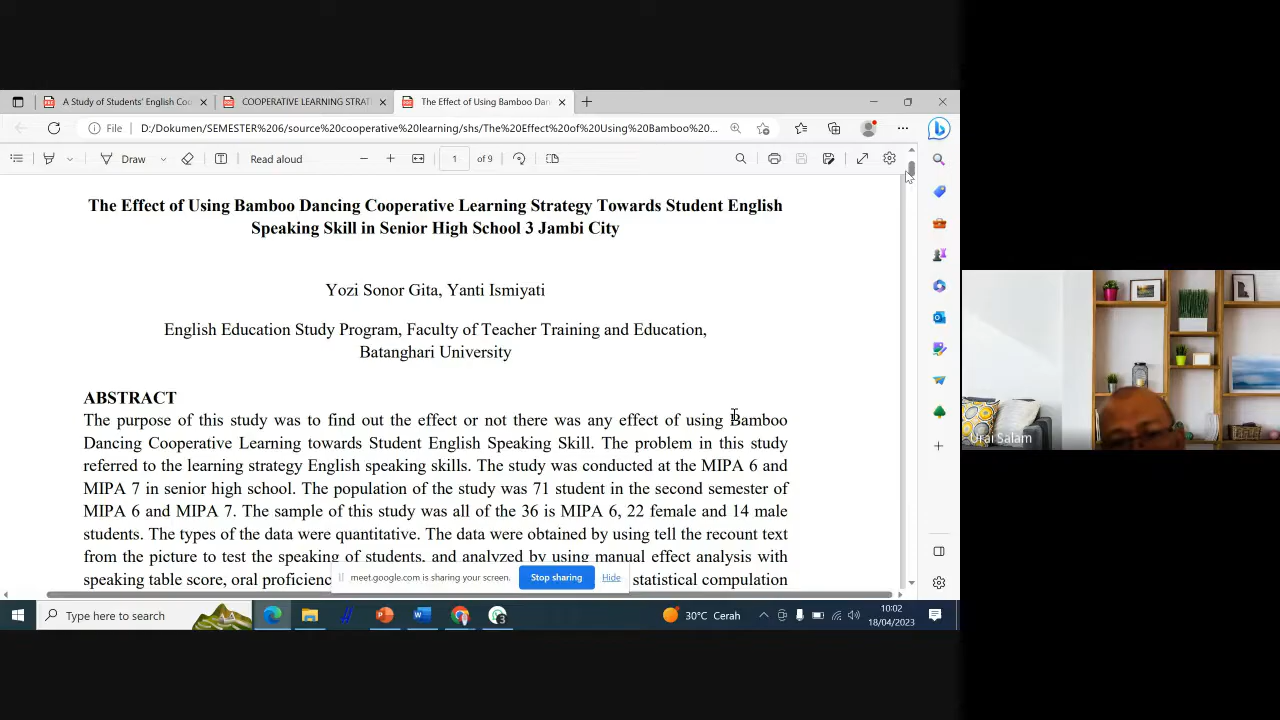 A Study of Students' English Cou
COOPERATIVE LEARNING STRAT
The Effect of Using Bamboo Dan
File
D:/Dokumen/SEMESTER%206/source%20cooperative%20learning/shs/The%20Effect%20of%20Using%20Bamboo%20...
Draw
Read aloud
1
of 9
The Effect of Using Bamboo Dancing Cooperative Learning Strategy Towards Student English
Speaking Skill in Senior High School 3 Jambi City
Yozi Sonor Gita, Yanti Ismiyati
English Education Study Program, Faculty of Teacher Training and Education,
Batanghari University
ABSTRACT
The purpose of this study was to find out the effect or not there was any effect of using Bamboo
Dancing Cooperative Learning towards Student English Speaking Skill. The problem in this study
referred to the learning strategy English speaking skills. The study was conducted at the MIPA 6 and
MIPA 7 in senior high school. The population of the study was 71 student in the second semester of
MIPA 6 and MIPA 7. The sample of this study was all of the 36 is MIPA 6, 22 female and 14 male
students. The types of the data were quantitative. The data were obtained by using tell the recount text
from the picture to test the speaking of students, and analyzed by using manual effect analysis with
speaking table score, oral proficienc
statistical compulation
meet.google.com is sharing your screen.
Stop sharing
Hide
Urai Salam
Type here to search
3
30°C Cerah
10:02
18/04/2023